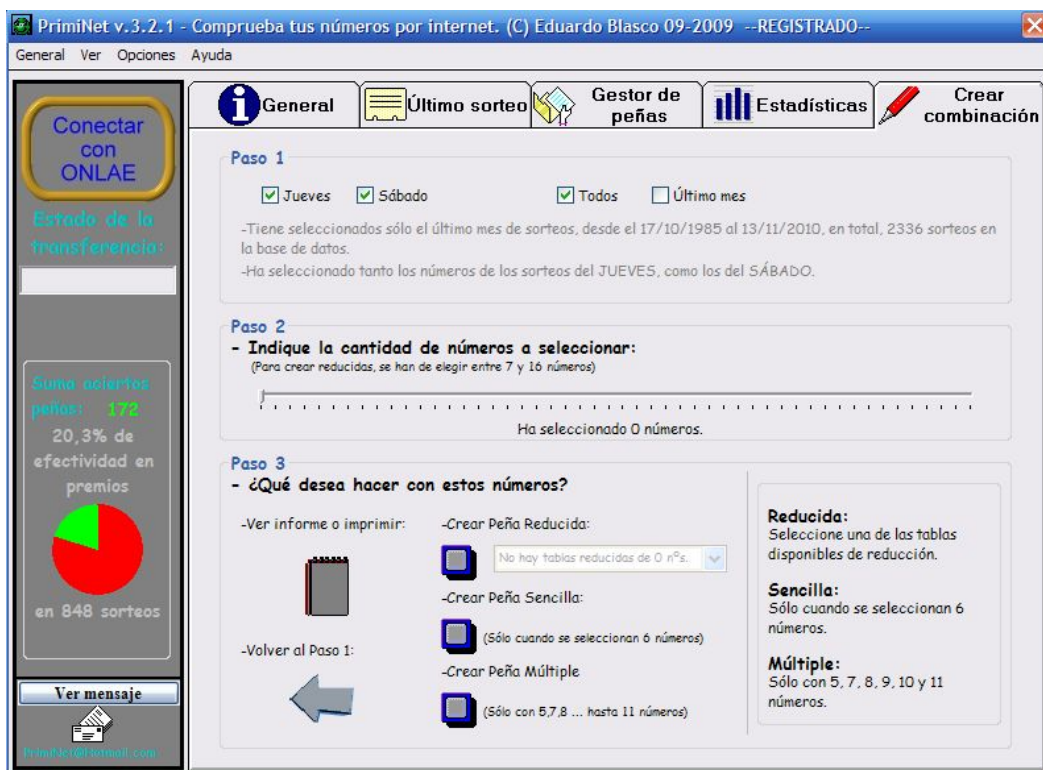 PrimiNet v.3.2.1 - Comprueba tus números por internet. (C) Eduardo Blasco 09-2009 --REGISTRADO--
General Ver Opciones Ayuda
Conectar
con
ONLAE
Estado de la
transferencia:
Suma aciertos
peñas: 172
20,3% de
efectividad en
premios
en 848 sorteos
Ver mensaje
PrimiNet@Hotmail.com
General
Último sorteo
Gestor de
peñas
Estadísticas
Crear
combinación
Paso 1
Jueves Sábado Todos Último mes
-Tiene seleccionados sólo el último mes de sorteos, desde el 17/10/1985 al 13/11/2010, en total, 2336 sorteos en
la base de datos.
-Ha seleccionado tanto los números de los sorteos del JUEVES, como los del SÁBADO.
Paso 2
- Indique la cantidad de números a seleccionar:
(Para crear reducidas, se han de elegir entre 7 y 16 números)
Ha seleccionado 0 números.
Paso 3
- ¿Qué desea hacer con estos números?
-Ver informe o imprimir:
-Volver al Paso 1:
-Crear Peña Reducida:
No hay tablas reducidas de 0 nºs.
-Crear Peña Sencilla:
(Sólo cuando se seleccionan 6 números)
-Crear Peña Múltiple
(Sólo con 5,7,8 ... hasta 11 números)
Reducida:
Seleccione una de las tablas
disponibles de reducción.
Sencilla:
Sólo cuando se seleccionan 6
números.
Múltiple:
Sólo con 5, 7, 8, 9, 10 y 11
números.